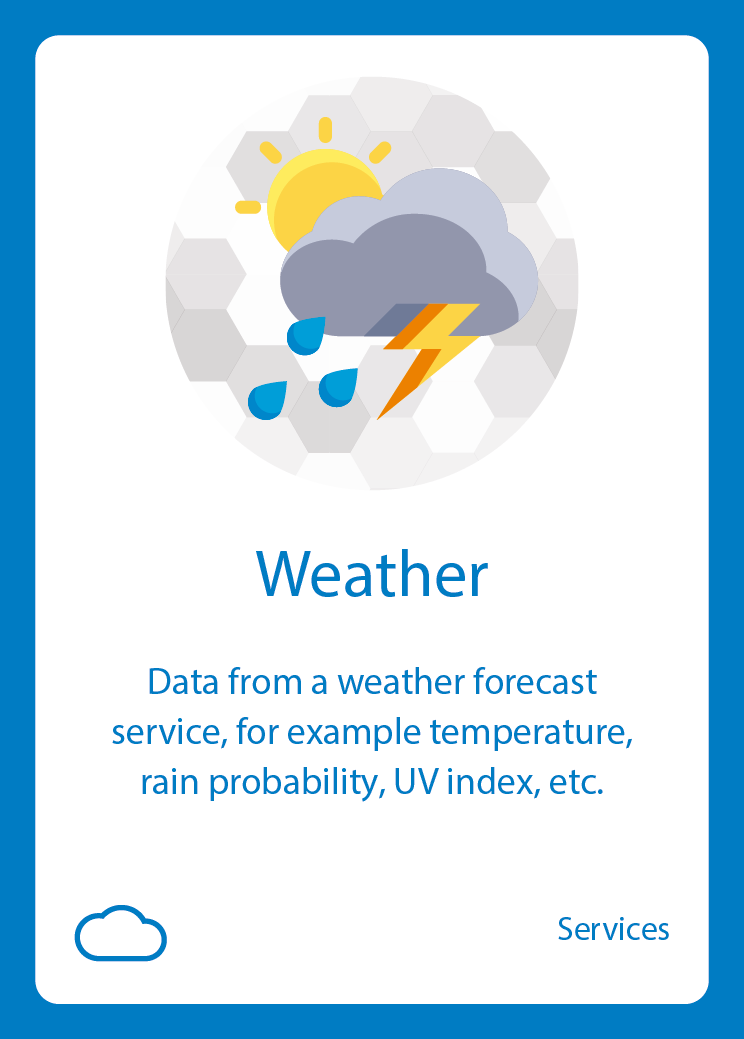 Weather
Data from a weather forecast
service, for example temperature,
rain probability, UV index, etc.
Services